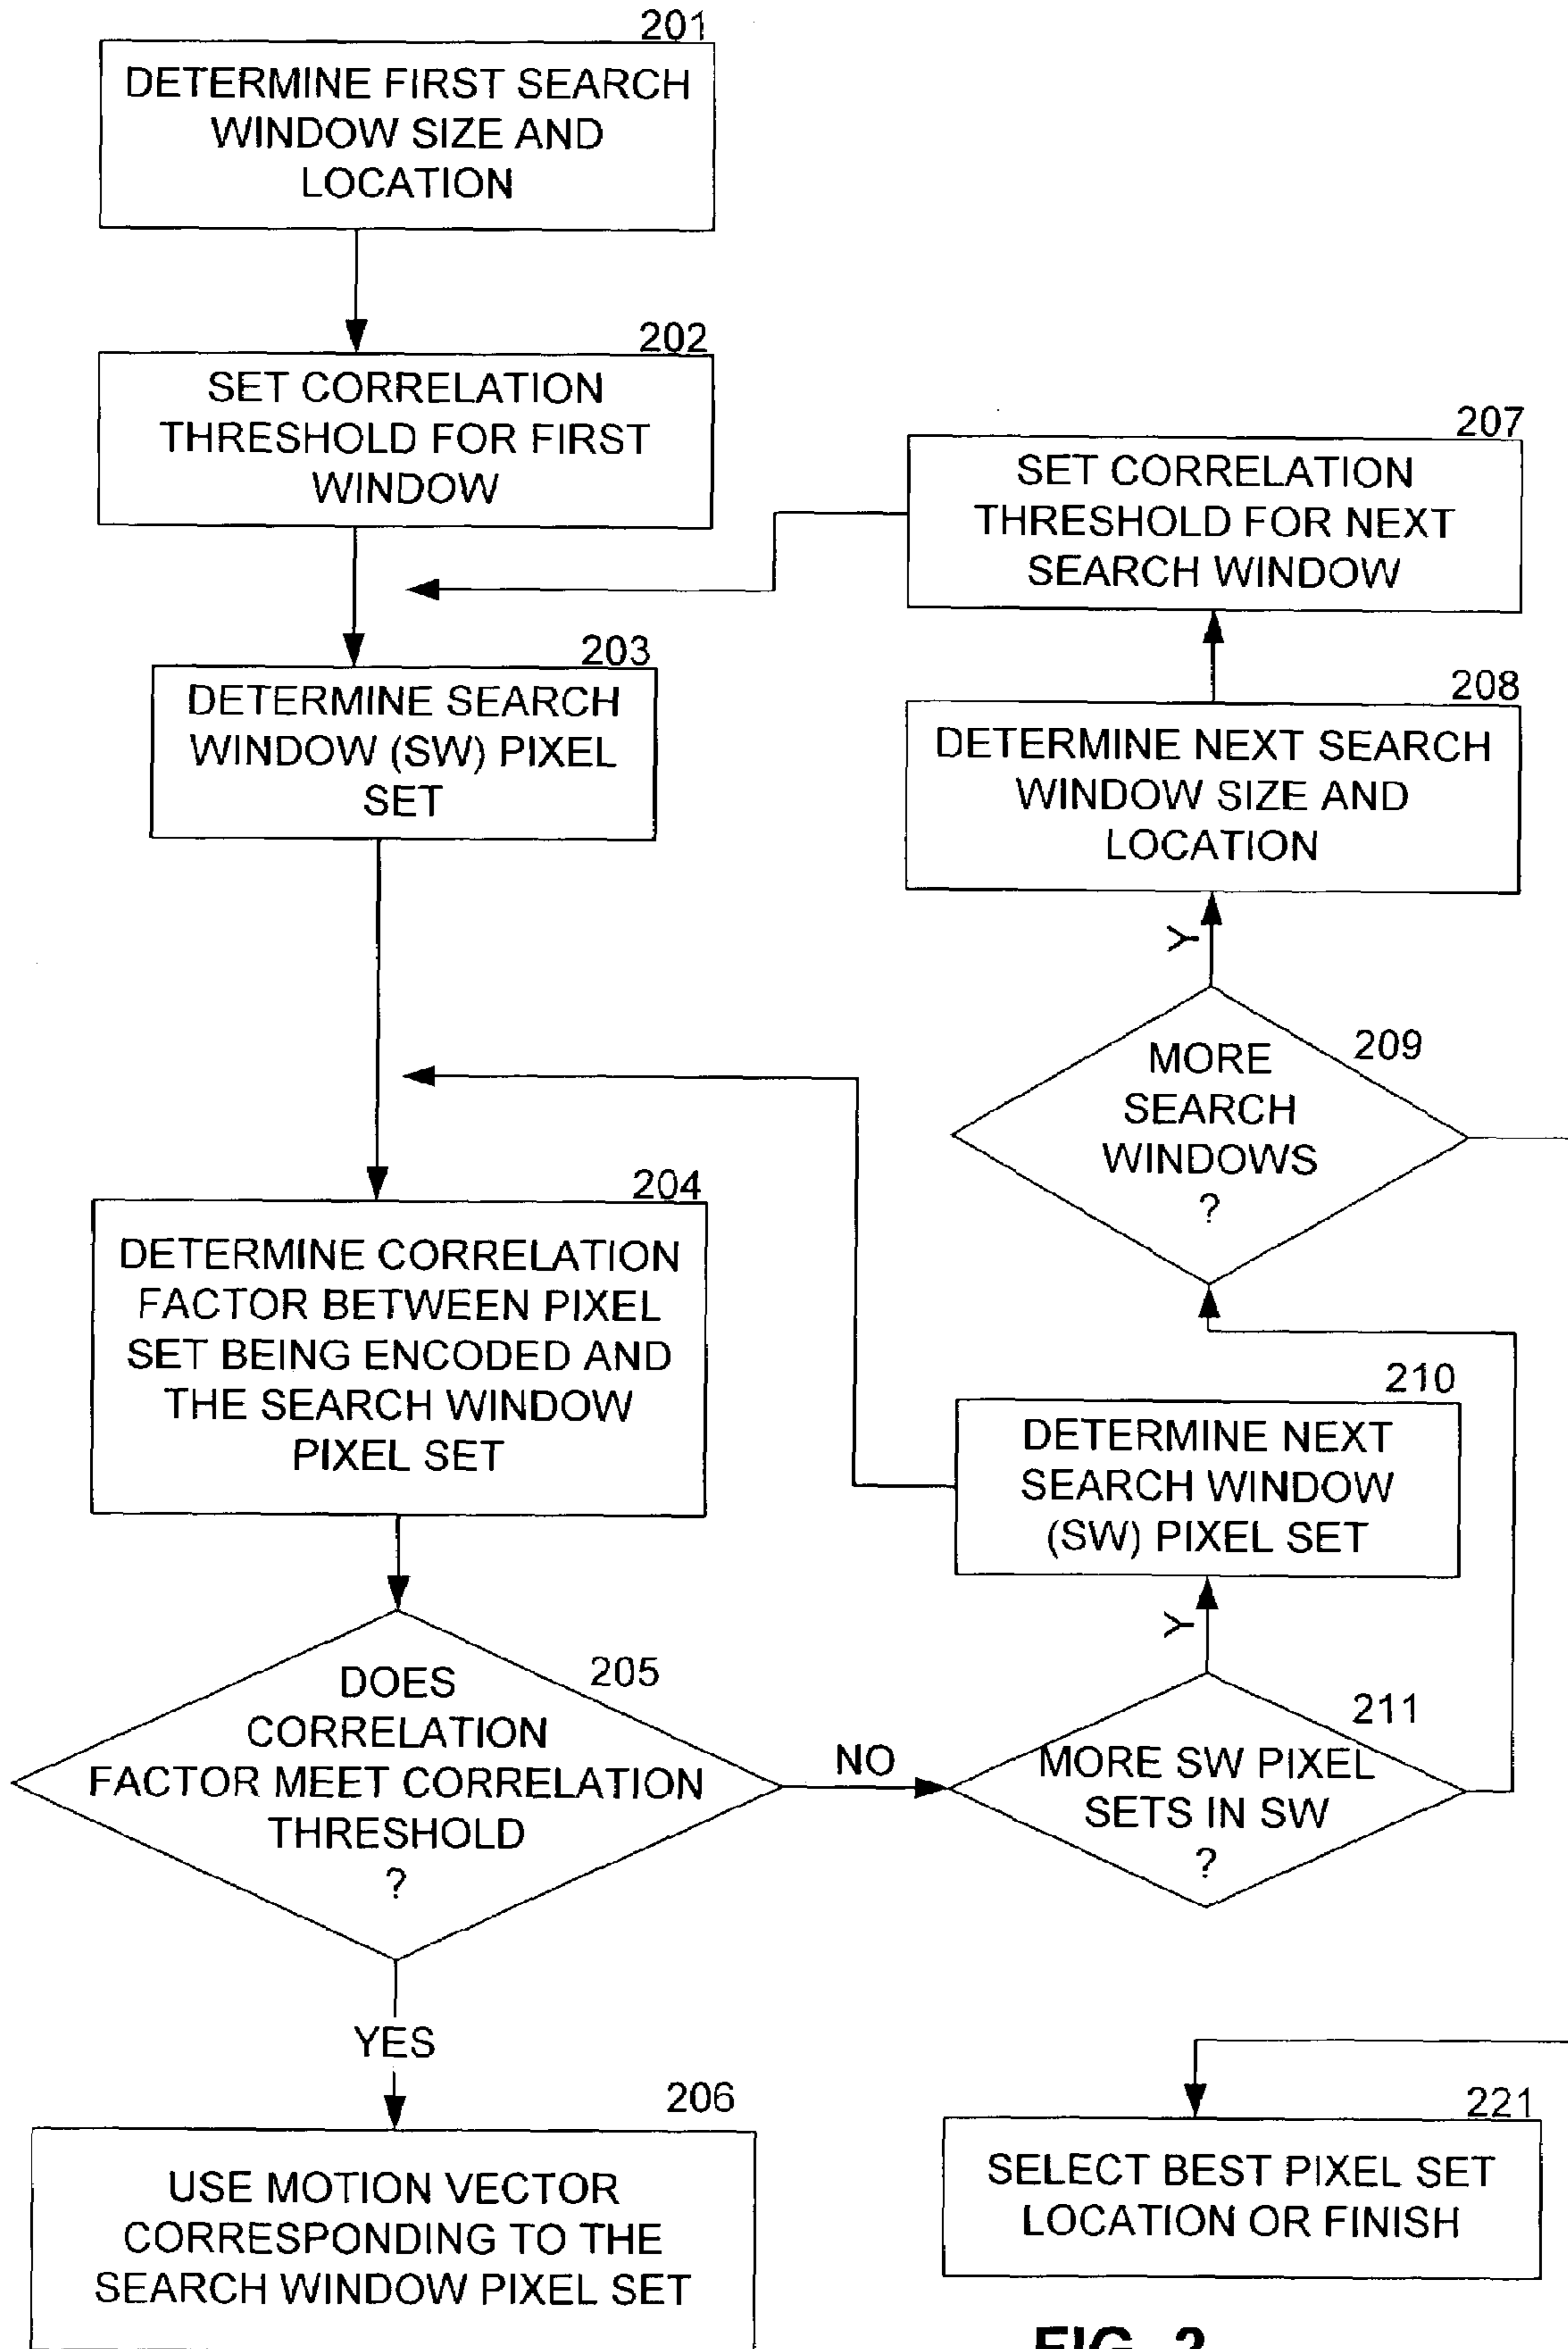 201
DETERMINE FIRST SEARCH
WINDOW SIZE AND
LOCATION
202
SET CORRELATION
THRESHOLD FOR FIRST
WINDOW
207
SET CORRELATION
THRESHOLD FOR NEXT
SEARCH WINDOW
203
DETERMINE SEARCH
WINDOW (SW) PIXEL
SET
208
DETERMINE NEXT SEARCH
WINDOW SIZE AND
LOCATION
Y
209
MORE
SEARCH
WINDOWS
?
204
DETERMINE CORRELATION
FACTOR BETWEEN PIXEL
SET BEING ENCODED AND
THE SEARCH WINDOW
PIXEL SET
210
DETERMINE NEXT
SEARCH WINDOW
(SW) PIXEL SET
Y
205
DOES
CORRELATION
FACTOR MEET CORRELATION
THRESHOLD
?
NO
211
MORE SW PIXEL
SETS IN SW
?
YES
206
USE MOTION VECTOR
CORRESPONDING TO THE
SEARCH WINDOW PIXEL SET
221
SELECT BEST PIXEL SET
LOCATION OR FINISH
FIG. 2